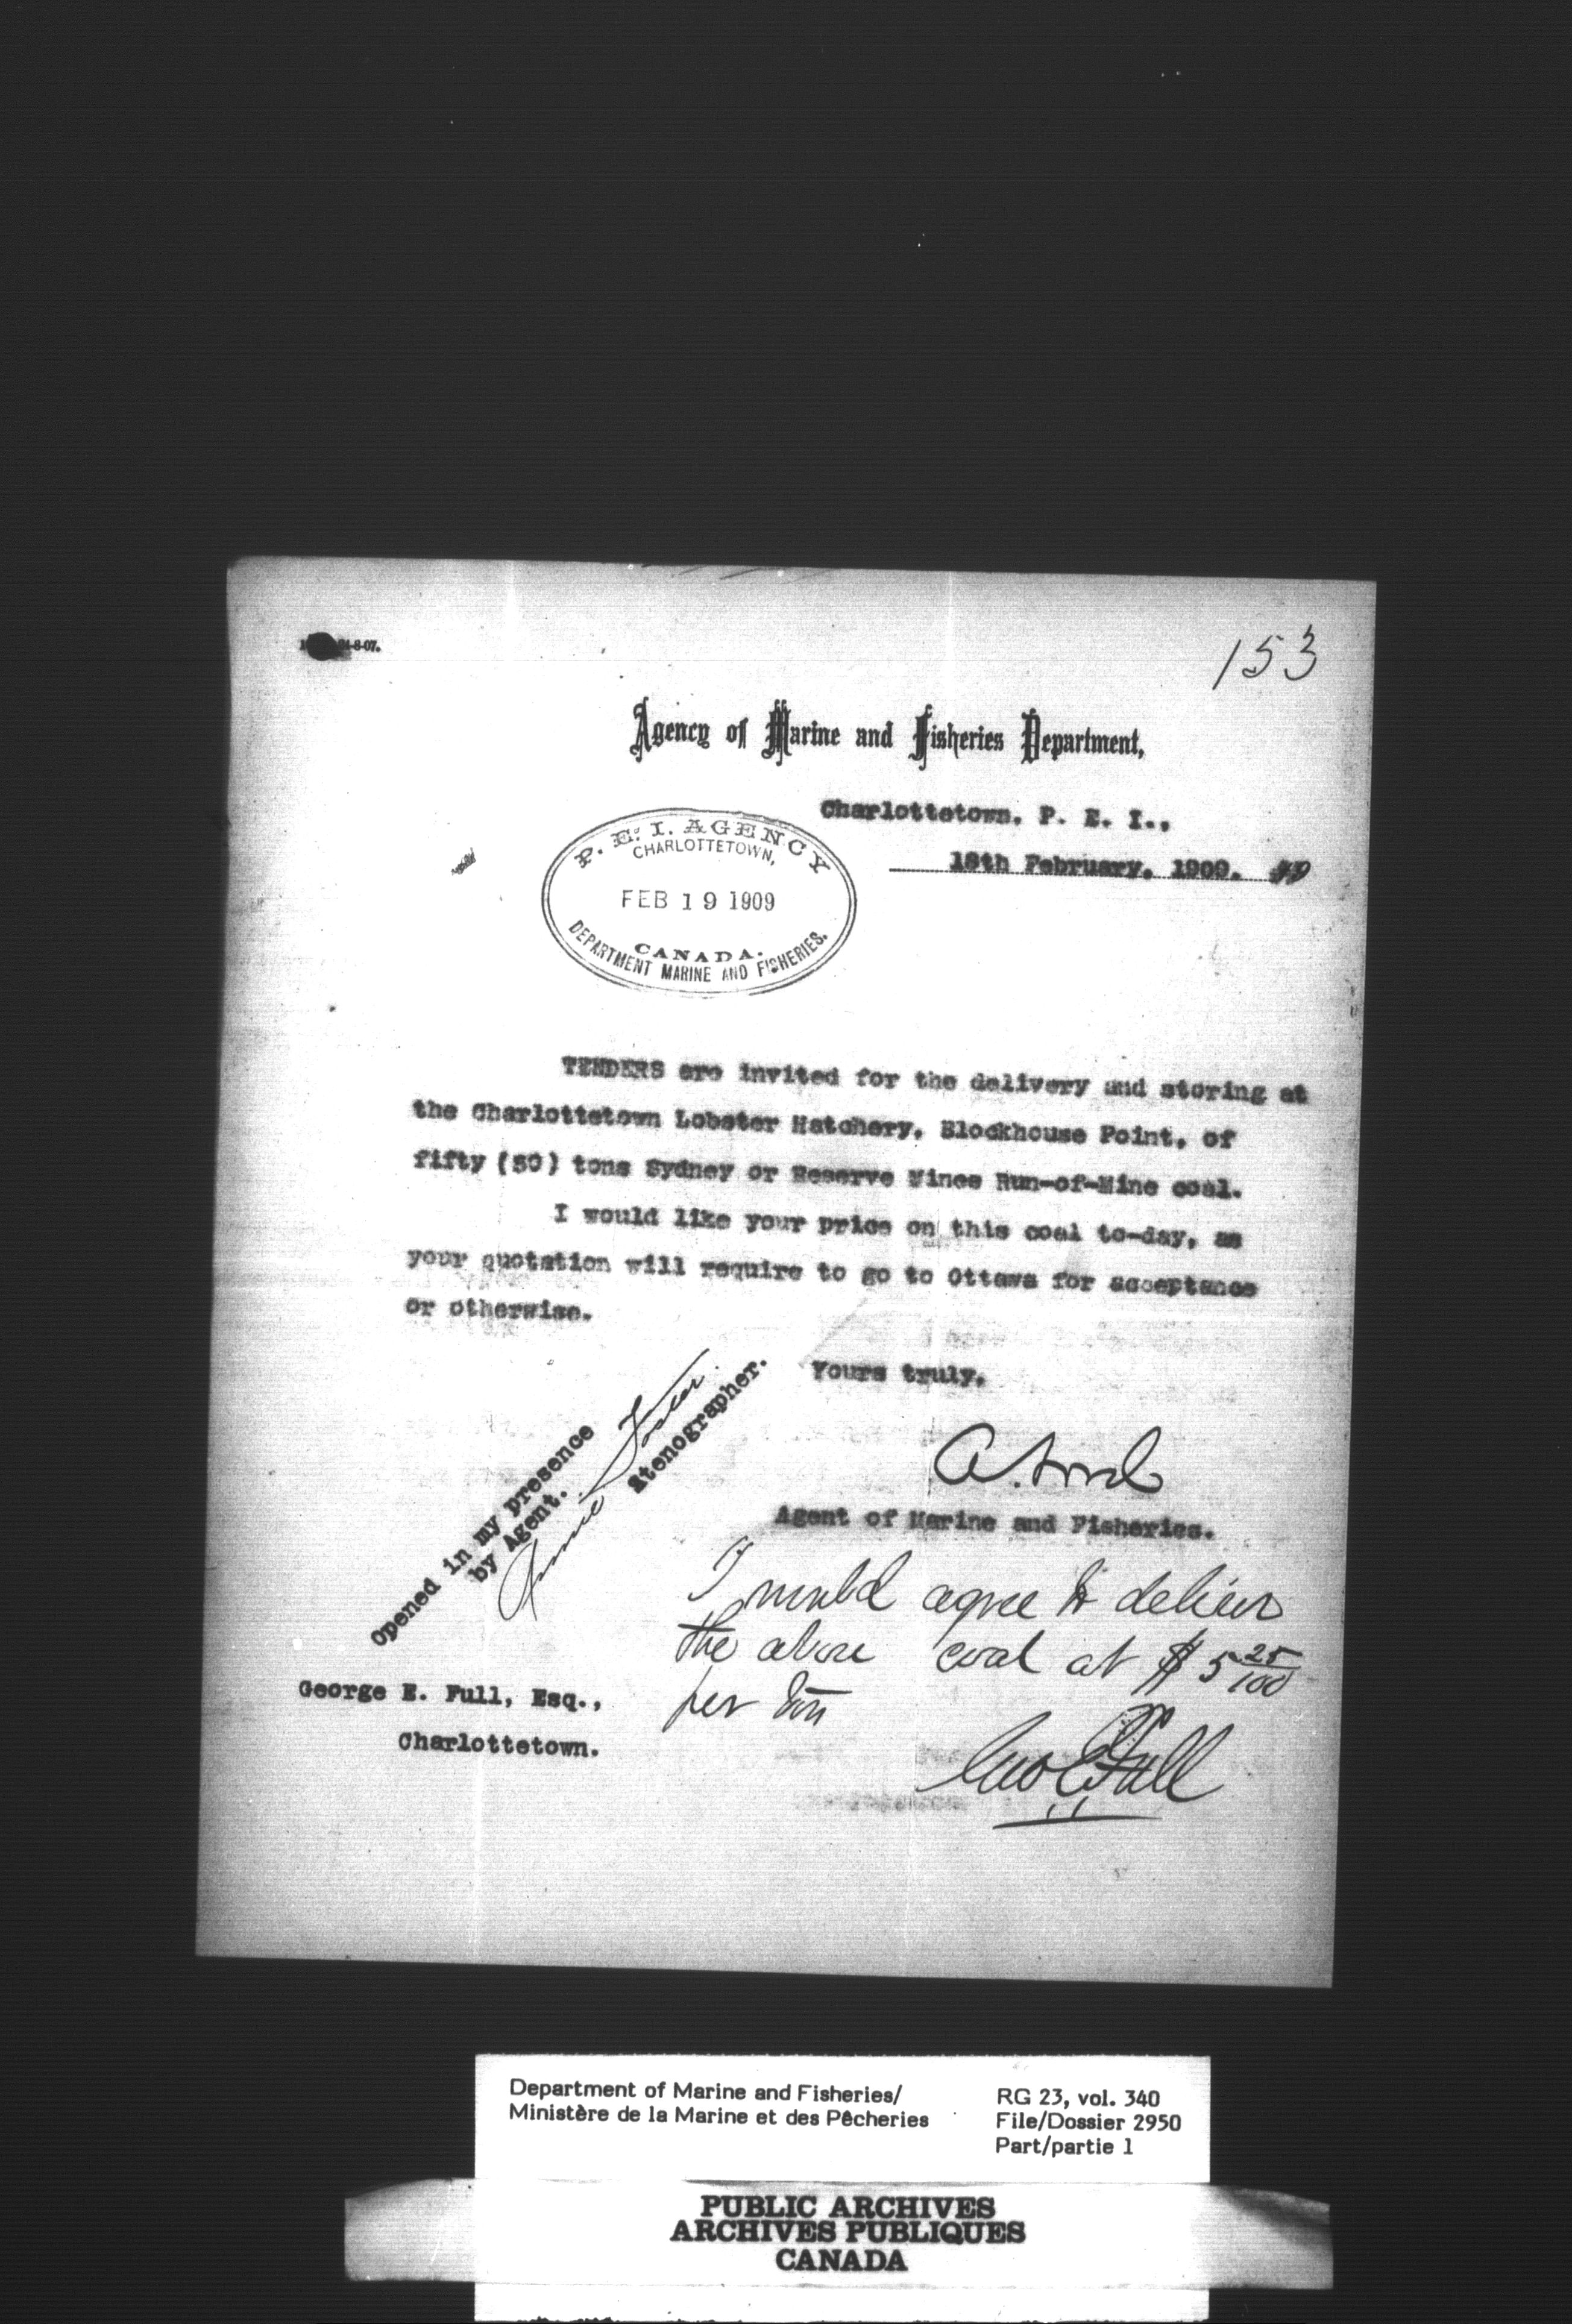 153
Agency of Marine and Fisheries Department,
Charlottetown, P. E. I.,
18th February, 1909.
P. E. I. AGENCY
CHARLOTTETOWN,
FEB 19 1909
CANADA.
DEPARTMENT MARINE AND FISHERIES.
TENDERS are invited for the delivery and storing at
the Charlottetown Lobster Hatchery, Blockhouse Point, of
fifty (50) tons Sydney or Reserve Mines Run-of-Mine coal.
I would like your price on this coal to-day, as
your quotation will require to go to Ottawa for acceptance
or otherwise.
Yours truly,
A. Lord
Agent of Marine and Fisheries.
Opened in my presence
by Agent.
Annie Foster
Stenographer.
I would agree to deliver
the above coal at $5 25/100
per ton
Geo E Full
George E. Full, Esq.,
Charlottetown.
Department of Marine and Fisheries/
Ministère de la Marine et des Pêcheries
RG 23, vol. 340
File/Dossier 2950
Part/partie 1
PUBLIC ARCHIVES
ARCHIVES PUBLIQUES
CANADA